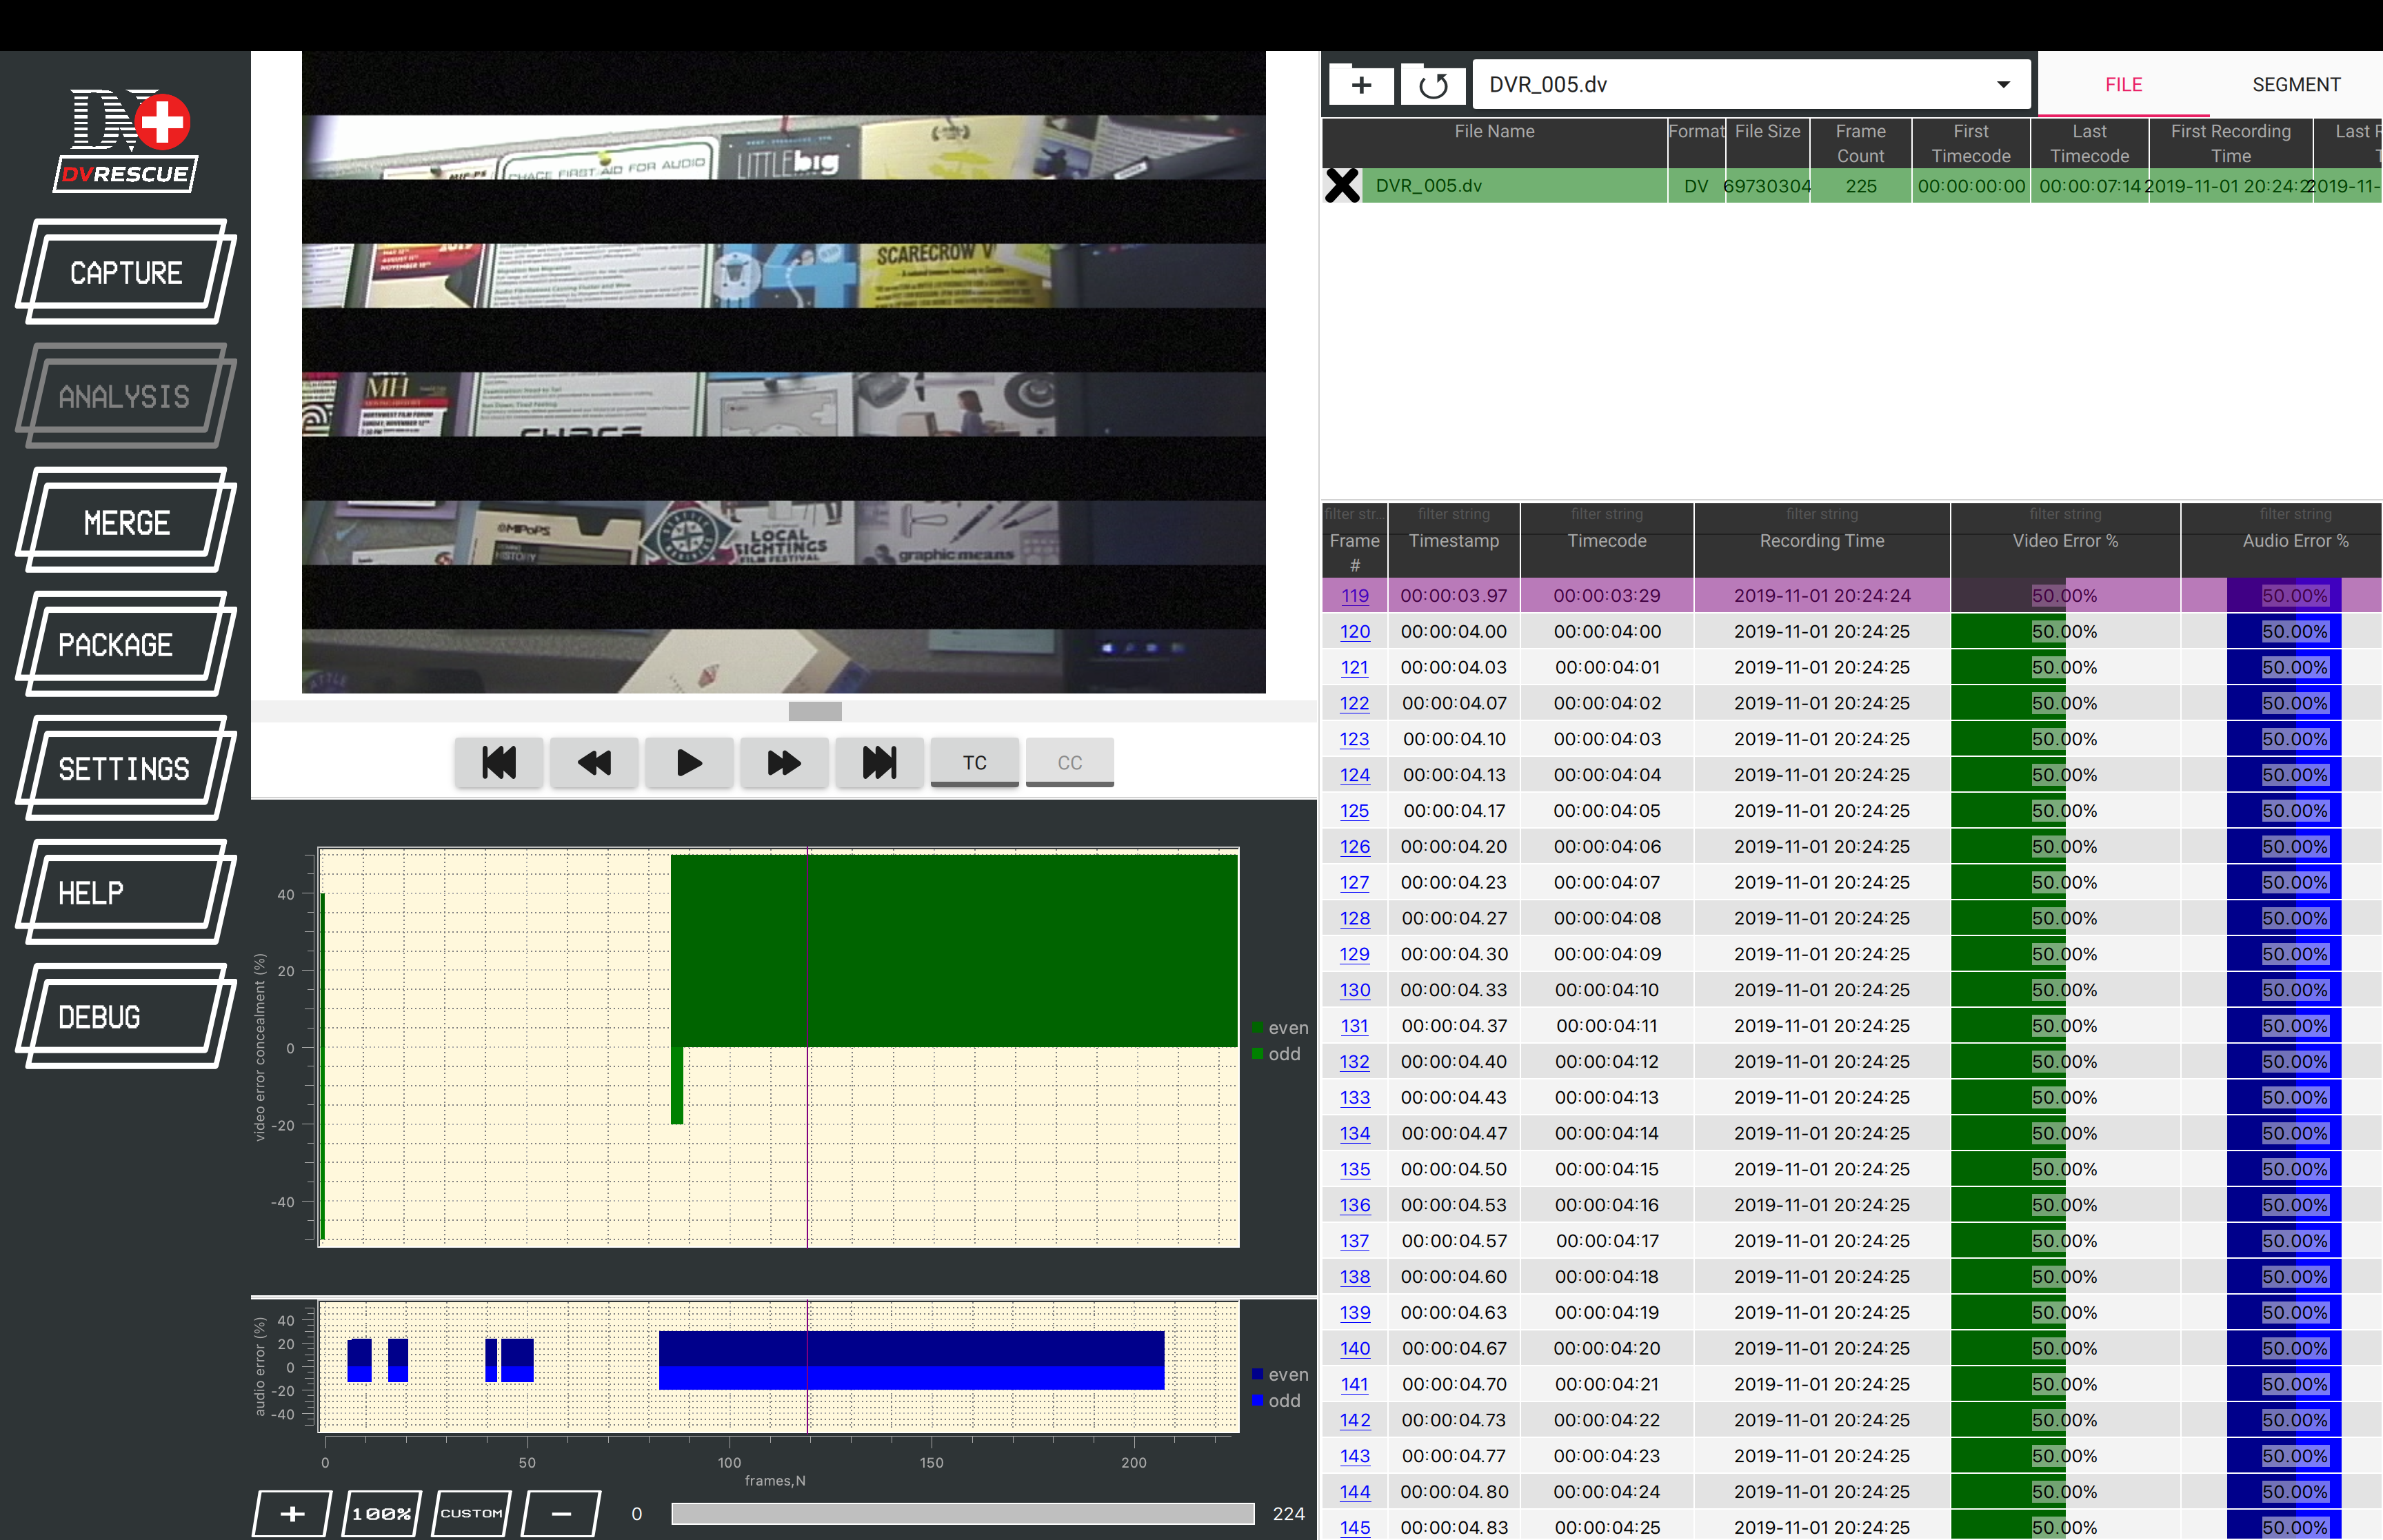 DV
DVRESCUE
CAPTURE
ANALYSIS
MERGE
PACKAGE
SETTINGS
HELP
DEBUG
CHACE FIRST AID FOR AUDIO
LITTLEbig
SCARECROW V
MH
NORTHWEST FILM FORUM
MIPOPS
HISTORY
LOCAL
SIGHTINGS
FILM FESTIVAL
graphic means
TC
CC
video error concealment (%)
40
20
0
-20
-40
even
odd
audio error (%)
40
20
0
-20
-40
even
odd
0 50 100 150 200
frames,N
+ 100% CUSTOM − 0 224
DVR_005.dv
FILE SEGMENT
File Name Format File Size Frame Count First Timecode Last Timecode First Recording Time Last R
DVR_005.dv DV 69730304 225 00:00:00:00 00:00:07:14 2019-11-01 20:24:2 2019-11-
filter str... filter string filter string filter string filter string filter string
Frame # Timestamp Timecode Recording Time Video Error % Audio Error %
119 00:00:03.97 00:00:03:29 2019-11-01 20:24:24 50.00% 50.00%
120 00:00:04.00 00:00:04:00 2019-11-01 20:24:25 50.00% 50.00%
121 00:00:04.03 00:00:04:01 2019-11-01 20:24:25 50.00% 50.00%
122 00:00:04.07 00:00:04:02 2019-11-01 20:24:25 50.00% 50.00%
123 00:00:04.10 00:00:04:03 2019-11-01 20:24:25 50.00% 50.00%
124 00:00:04.13 00:00:04:04 2019-11-01 20:24:25 50.00% 50.00%
125 00:00:04.17 00:00:04:05 2019-11-01 20:24:25 50.00% 50.00%
126 00:00:04.20 00:00:04:06 2019-11-01 20:24:25 50.00% 50.00%
127 00:00:04.23 00:00:04:07 2019-11-01 20:24:25 50.00% 50.00%
128 00:00:04.27 00:00:04:08 2019-11-01 20:24:25 50.00% 50.00%
129 00:00:04.30 00:00:04:09 2019-11-01 20:24:25 50.00% 50.00%
130 00:00:04.33 00:00:04:10 2019-11-01 20:24:25 50.00% 50.00%
131 00:00:04.37 00:00:04:11 2019-11-01 20:24:25 50.00% 50.00%
132 00:00:04.40 00:00:04:12 2019-11-01 20:24:25 50.00% 50.00%
133 00:00:04.43 00:00:04:13 2019-11-01 20:24:25 50.00% 50.00%
134 00:00:04.47 00:00:04:14 2019-11-01 20:24:25 50.00% 50.00%
135 00:00:04.50 00:00:04:15 2019-11-01 20:24:25 50.00% 50.00%
136 00:00:04.53 00:00:04:16 2019-11-01 20:24:25 50.00% 50.00%
137 00:00:04.57 00:00:04:17 2019-11-01 20:24:25 50.00% 50.00%
138 00:00:04.60 00:00:04:18 2019-11-01 20:24:25 50.00% 50.00%
139 00:00:04.63 00:00:04:19 2019-11-01 20:24:25 50.00% 50.00%
140 00:00:04.67 00:00:04:20 2019-11-01 20:24:25 50.00% 50.00%
141 00:00:04.70 00:00:04:21 2019-11-01 20:24:25 50.00% 50.00%
142 00:00:04.73 00:00:04:22 2019-11-01 20:24:25 50.00% 50.00%
143 00:00:04.77 00:00:04:23 2019-11-01 20:24:25 50.00% 50.00%
144 00:00:04.80 00:00:04:24 2019-11-01 20:24:25 50.00% 50.00%
145 00:00:04.83 00:00:04:25 2019-11-01 20:24:25 50.00% 50.00%